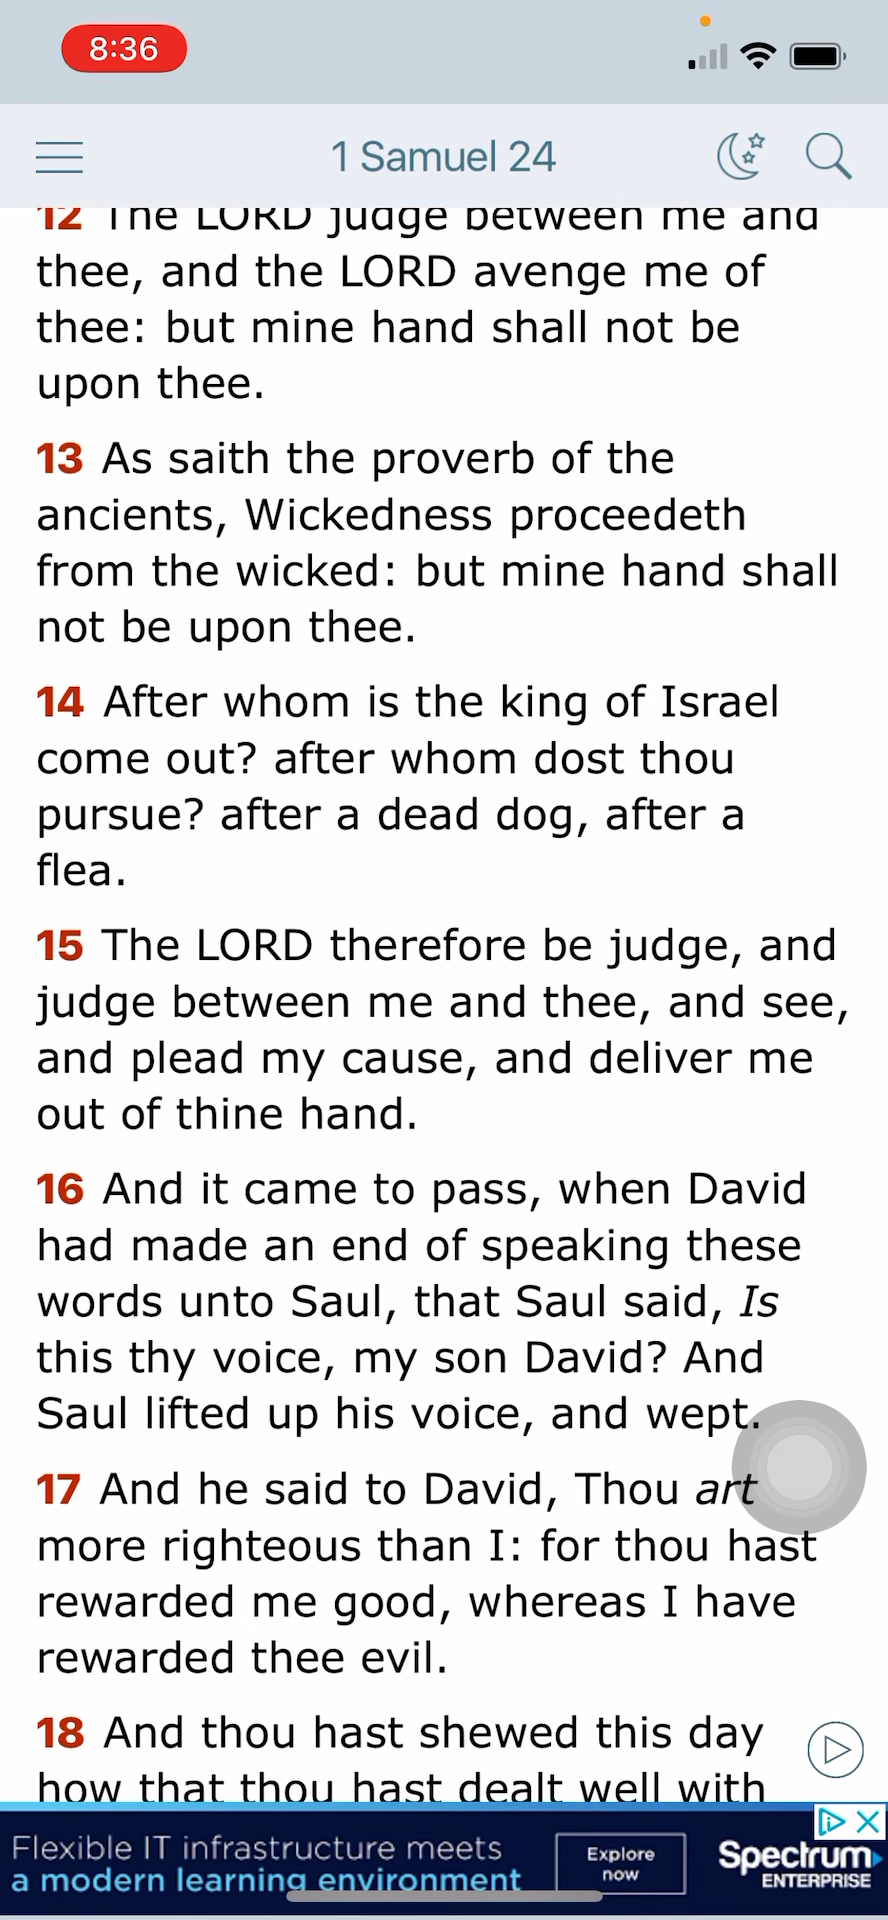 8:36
1 Samuel 24
12 The LORD judge between me and
thee, and the LORD avenge me of
thee: but mine hand shall not be
upon thee.
13 As saith the proverb of the
ancients, Wickedness proceedeth
from the wicked: but mine hand shall
not be upon thee.
14 After whom is the king of Israel
come out? after whom dost thou
pursue? after a dead dog, after a
flea.
15 The LORD therefore be judge, and
judge between me and thee, and see,
and plead my cause, and deliver me
out of thine hand.
16 And it came to pass, when David
had made an end of speaking these
words unto Saul, that Saul said, Is
this thy voice, my son David? And
Saul lifted up his voice, and wept.
17 And he said to David, Thou art
more righteous than I: for thou hast
rewarded me good, whereas I have
rewarded thee evil.
18 And thou hast shewed this day
how that thou hast dealt well with
Flexible IT infrastructure meets
a modern learning environment
Explore
now
Spectrum
ENTERPRISE